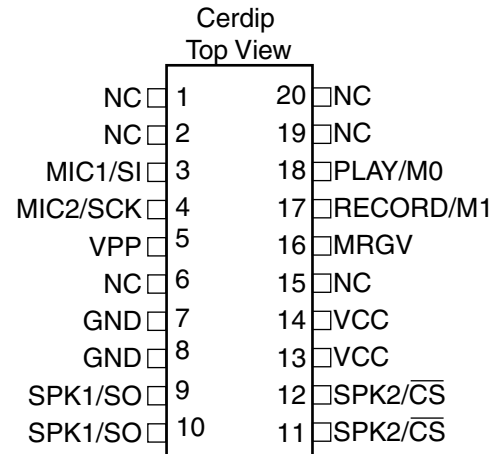 Cerdip
Top View
NC 1 20 NC
NC 2 19 NC
MIC1/SI 3 18 PLAY/M0
MIC2/SCK 4 17 RECORD/M1
VPP 5 16 MRGV
NC 6 15 NC
GND 7 14 VCC
GND 8 13 VCC
SPK1/SO 9 12 SPK2/C̅S̅
SPK1/SO 10 11 SPK2/C̅S̅